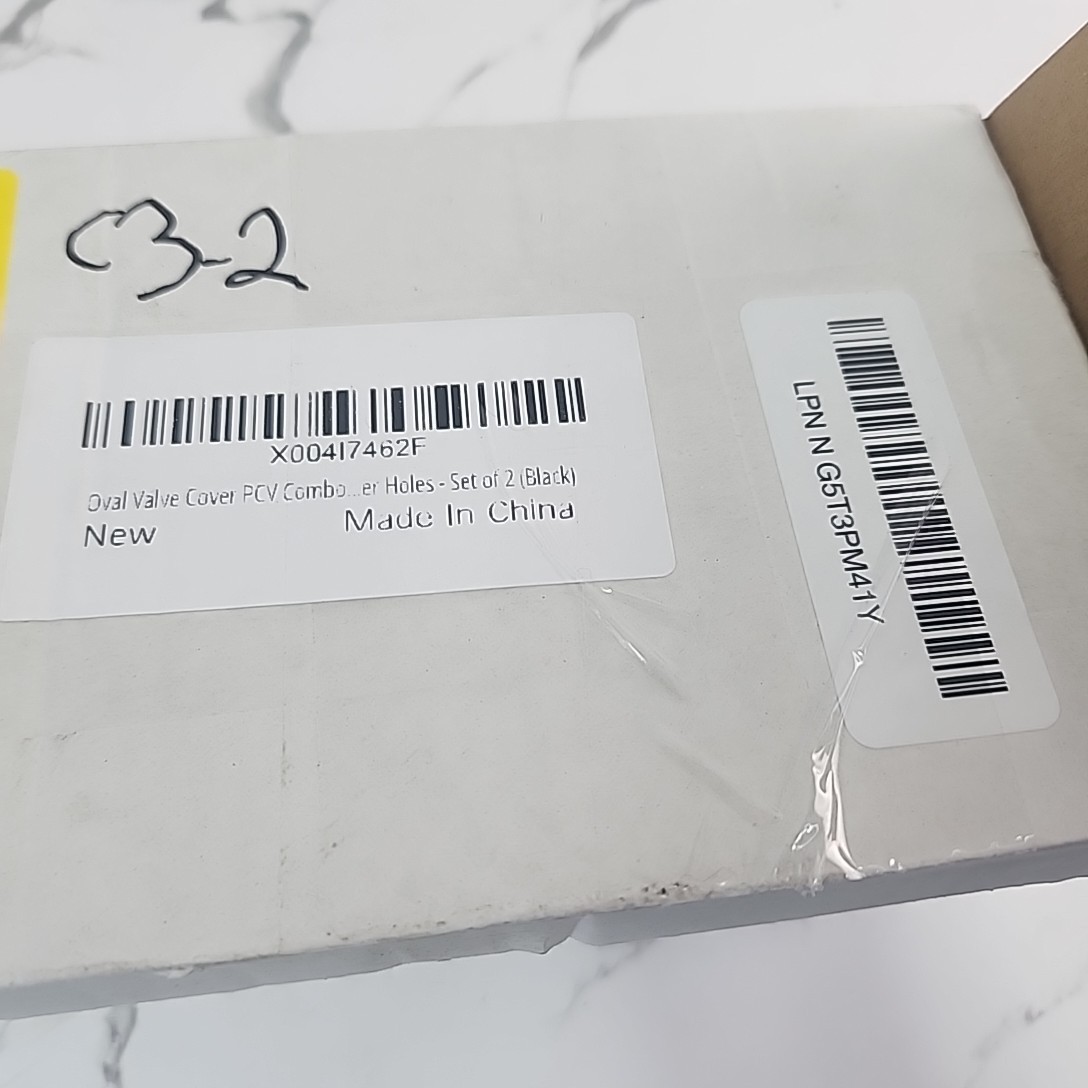 C3-2
X004I7462F
Oval Valve Cover PCV Combo...er Holes - Set of 2 (Black)
New Made In China
LPN N G5T3PM41Y